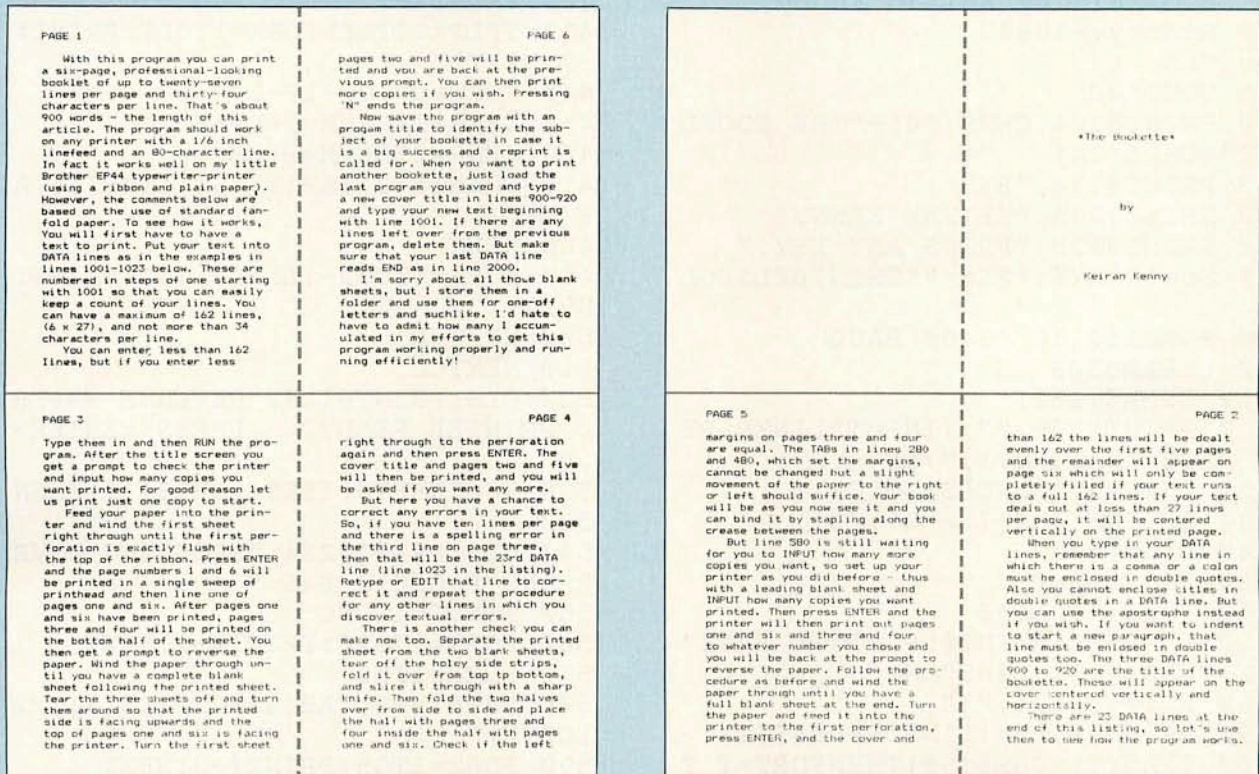 PAGE 1
With this program you can print
a six-page, professional-looking
booklet of up to twenty-seven
lines per page and thirty-four
characters per line. That's about
900 words - the length of this
article. The program should work
on any printer with a 1/6 inch
linefeed and an 80-character line.
In fact it works well on my little
Brother EP44 typewriter-printer
(using a ribbon and plain paper).
However, the comments below are
based on the use of standard fan-
fold paper. To see how it works,
You will first have to have a
text to print. Put your text into
DATA lines as in the examples in
lines 1001-1023 below. These are
numbered in steps of one starting
with 1001 so that you can easily
keep a count of your lines. You
can have a maximum of 162 lines,
(6 x 27), and not more than 34
characters per line.
You can enter less than 162
lines, but if you enter less
PAGE 6
pages two and five will be prin-
ted and you are back at the pre-
vious prompt. You can then print
more copies if you wish. Pressing
"N" ends the program.
Now save the program with an
progam title to identify the sub-
ject of your bookette in case it
is a big success and a reprint is
called for. When you want to print
another bookette, just load the
last program you saved and type
a new cover title in lines 900-920
and type your new text beginning
with line 1001. If there are any
lines left over from the previous
program, delete them. But make
sure that your last DATA line
reads END as in line 2000.
I'm sorry about all those blank
sheets, but I store them in a
folder and use them for one-off
letters and suchlike. I'd hate to
have to admit how many I accum-
ulated in my efforts to get this
program working properly and run-
ning efficiently!
PAGE 3
Type them in and then RUN the pro-
gram. After the title screen you
get a prompt to check the printer
and input how many copies you
want printed. For good reason let
us print just one copy to start.
Feed your paper into the prin-
ter and wind the first sheet
right through until the first per-
foration is exactly flush with
the top of the ribbon. Press ENTER
and the page numbers 1 and 6 will
be printed in a single sweep of
printhead and then line one of
pages one and six. After pages one
and six have been printed, pages
three and four will be printed on
the bottom half of the sheet. You
then get a prompt to reverse the
paper. Wind the paper through un-
til you have a complete blank
sheet following the printed sheet.
Tear the three sheets off and turn
them around so that the printed
side is facing upwards and the
top of pages one and six is facing
the printer. Turn the first sheet
PAGE 4
right through to the perforation
again and then press ENTER. The
cover title and pages two and five
will then be printed, and you will
be asked if you want any more.
But here you have a chance to
correct any errors in your text.
So, if you have ten lines per page
and there is a spelling error in
the third line on page three,
then that will be the 23rd DATA
line (line 1023 in the listing).
Retype or EDIT that line to cor-
rect it and repeat the procedure
for any other lines in which you
discover textual errors.
There is another check you can
make now too. Separate the printed
sheet from the two blank sheets,
tear off the holey side strips,
fold it over from top tp bottom,
and slice it through with a sharp
knife. Then fold the two halves
over from side to side and place
the half with pages three and
four inside the half with pages
one and six. Check if the left
*The Bookette*
by
Keiran Kenny
PAGE 5
margins on pages three and four
are equal. The TABs in lines 280
and 480, which set the margins,
cannot be changed but a slight
movement of the paper to the right
or left should suffice. Your book
will be as you now see it and you
can bind it by stapling along the
crease between the pages.
But line 580 is still waiting
for you to INPUT how many more
copies you want, so set up your
printer as you did before - thus
with a leading blank sheet and
INPUT how many copies you want
printed. Then press ENTER and the
printer will then print out pages
one and six and three and four
to whatever number you chose and
you will be back at the prompt to
reverse the paper. Follow the pro-
cedure as before and wind the
paper through until you have a
full blank sheet at the end. Turn
the paper and feed it into the
printer to the first perforation,
press ENTER, and the cover and
PAGE 2
than 162 the lines will be dealt
evenly over the first five pages
and the remainder will appear on
page six which will only be com-
pletely filled if your text runs
to a full 162 lines. If your text
deals out at less than 27 lines
per page, it will be centered
vertically on the printed page.
When you type in your DATA
lines, remember that any line in
which there is a comma or a colon
must be enclosed in double quotes.
Also you cannot enclose titles in
double quotes in a DATA line. But
you can use the apostrophe instead
if you wish. If you want to indent
to start a new paragraph, that
line must be enlosed in double
quotes too. The three DATA lines
900 to 920 are the title of the
bookette. These will appear on the
cover centered vertically and
horizontally.
There are 23 DATA lines at the
end of this listing, so let's use
them to see how the program works.